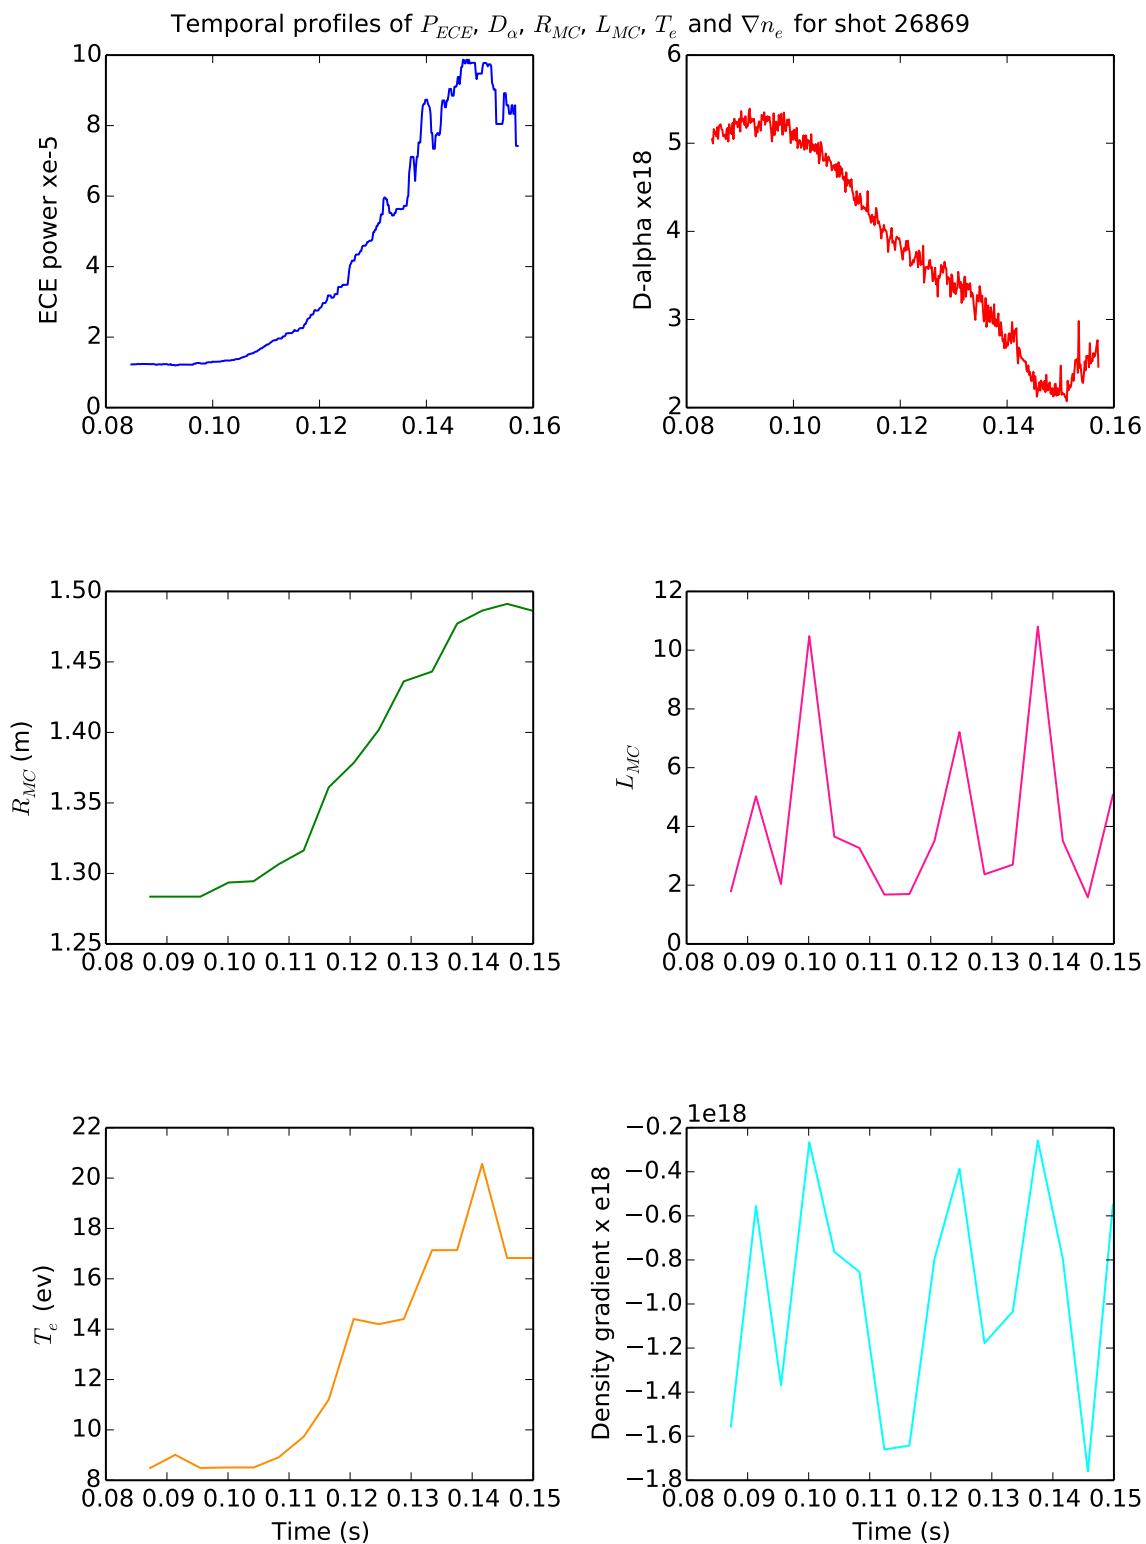 Temporal profiles of P_ECE, D_α, R_MC, L_MC, T_e and ∇n_e for shot 26869
ECE power xe-5
10
8
6
4
2
0
0.08 0.10 0.12 0.14 0.16
D-alpha xe18
6
5
4
3
2
0.08 0.10 0.12 0.14 0.16
R_MC (m)
1.50
1.45
1.40
1.35
1.30
1.25
0.08 0.09 0.10 0.11 0.12 0.13 0.14 0.15
L_MC
12
10
8
6
4
2
0
0.08 0.09 0.10 0.11 0.12 0.13 0.14 0.15
T_e (ev)
22
20
18
16
14
12
10
8
0.08 0.09 0.10 0.11 0.12 0.13 0.14 0.15
Time (s)
Density gradient x e18
1e18
−0.2
−0.4
−0.6
−0.8
−1.0
−1.2
−1.4
−1.6
−1.8
0.08 0.09 0.10 0.11 0.12 0.13 0.14 0.15
Time (s)